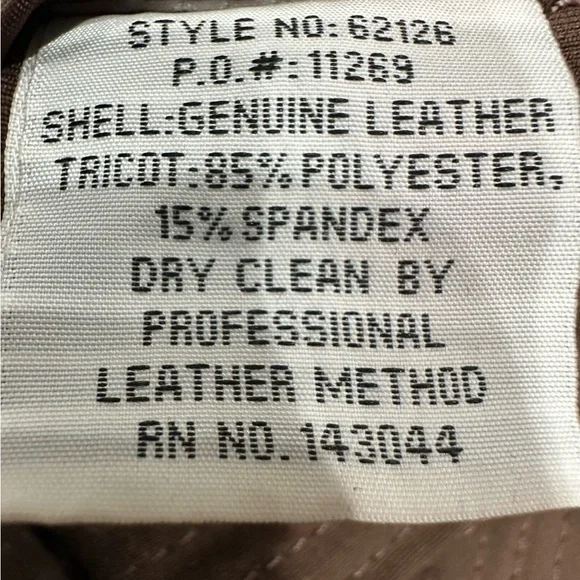 STYLE NO: 62126
P.O.#: 11269
SHELL:GENUINE LEATHER
TRICOT:85% POLYESTER,
15% SPANDEX
DRY CLEAN BY
PROFESSIONAL
LEATHER METHOD
RN NO. 143044